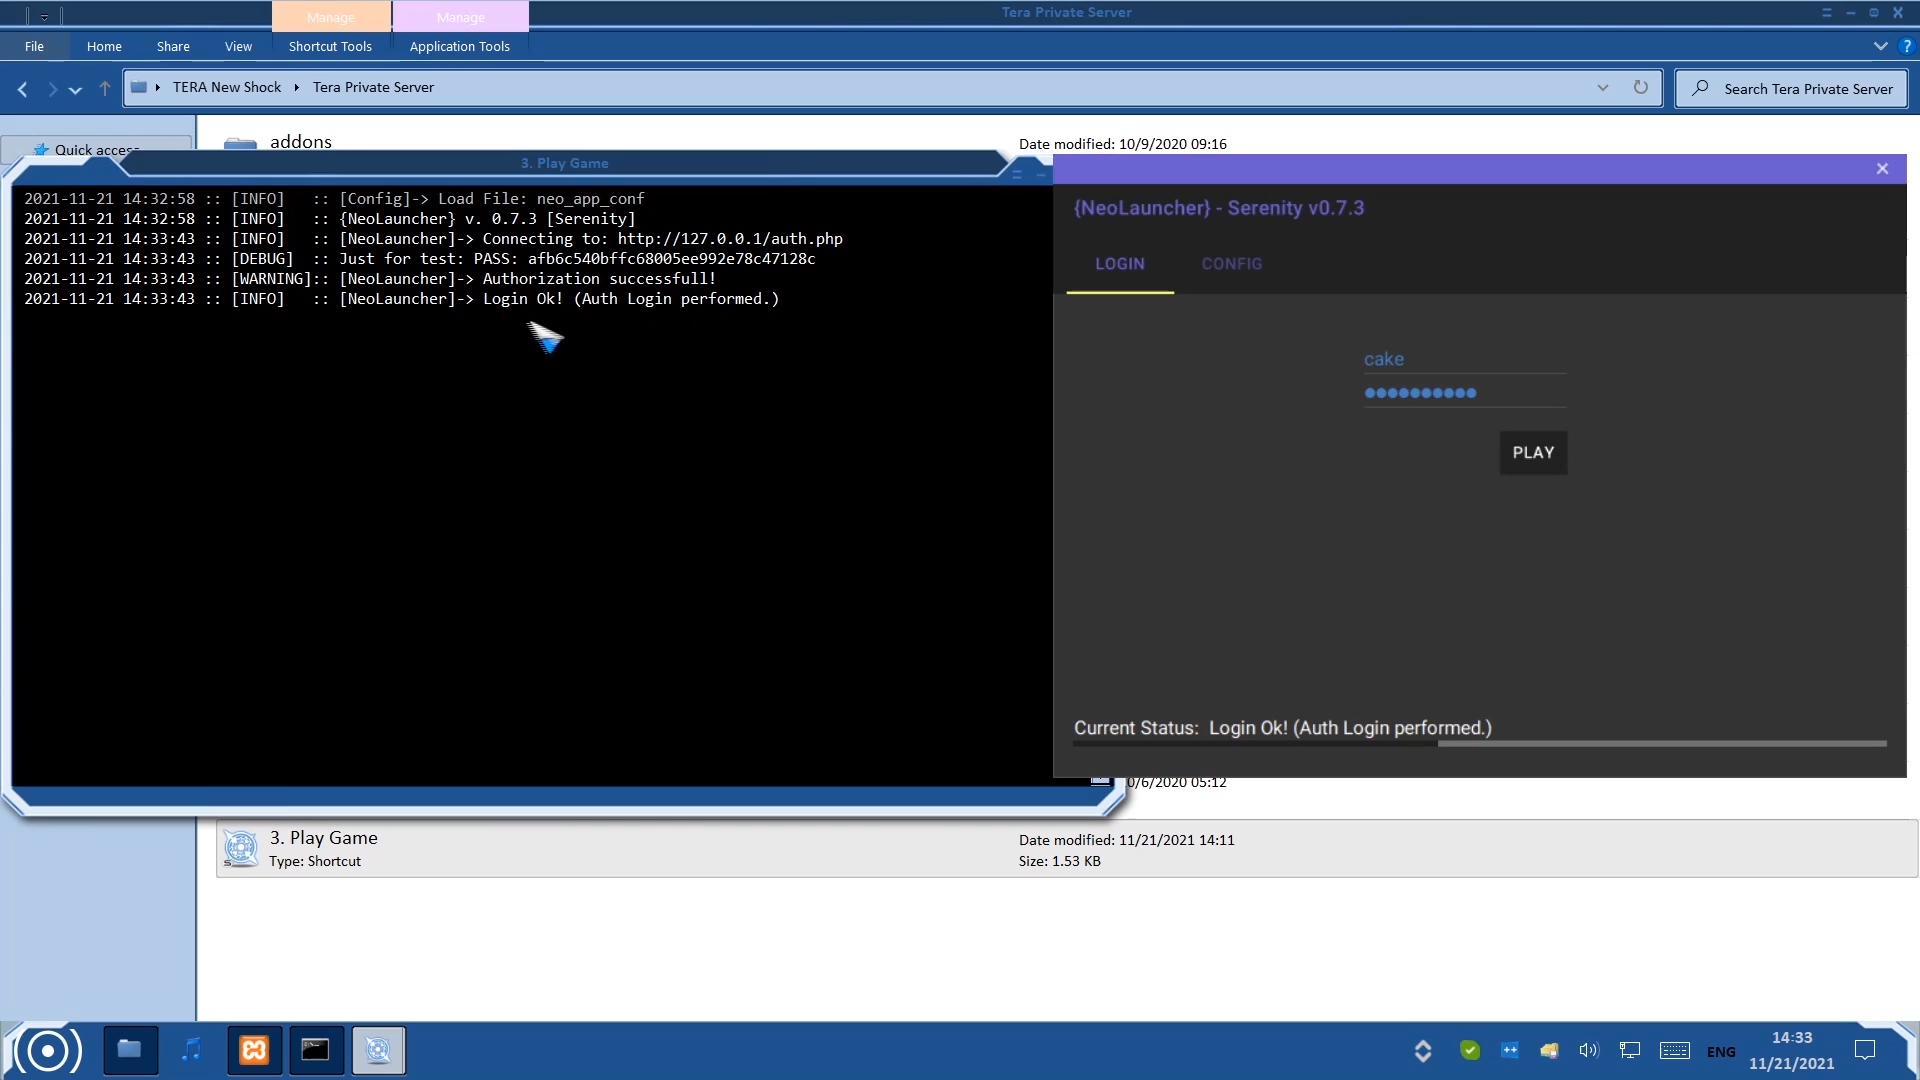 Manage
Manage
Tera Private Server
File
Home
Share
View
Shortcut Tools
Application Tools
TERA New Shock
Tera Private Server
Search Tera Private Server
Quick access
addons
Date modified: 10/9/2020 09:16
3. Play Game
2021-11-21 14:32:58 :: [INFO] :: [Config]-> Load File: neo_app_conf
2021-11-21 14:32:58 :: [INFO] :: {NeoLauncher} v. 0.7.3 [Serenity]
2021-11-21 14:33:43 :: [INFO] :: [NeoLauncher]-> Connecting to: http://127.0.0.1/auth.php
2021-11-21 14:33:43 :: [DEBUG] :: Just for test: PASS: afb6c540bffc68005ee992e78c47128c
2021-11-21 14:33:43 :: [WARNING]:: [NeoLauncher]-> Authorization successfull!
2021-11-21 14:33:43 :: [INFO] :: [NeoLauncher]-> Login Ok! (Auth Login performed.)
{NeoLauncher} - Serenity v0.7.3
LOGIN
CONFIG
cake
PLAY
Current Status: Login Ok! (Auth Login performed.)
0/6/2020 05:12
3. Play Game
Date modified: 11/21/2021 14:11
Type: Shortcut
Size: 1.53 KB
ENG
14:33
11/21/2021